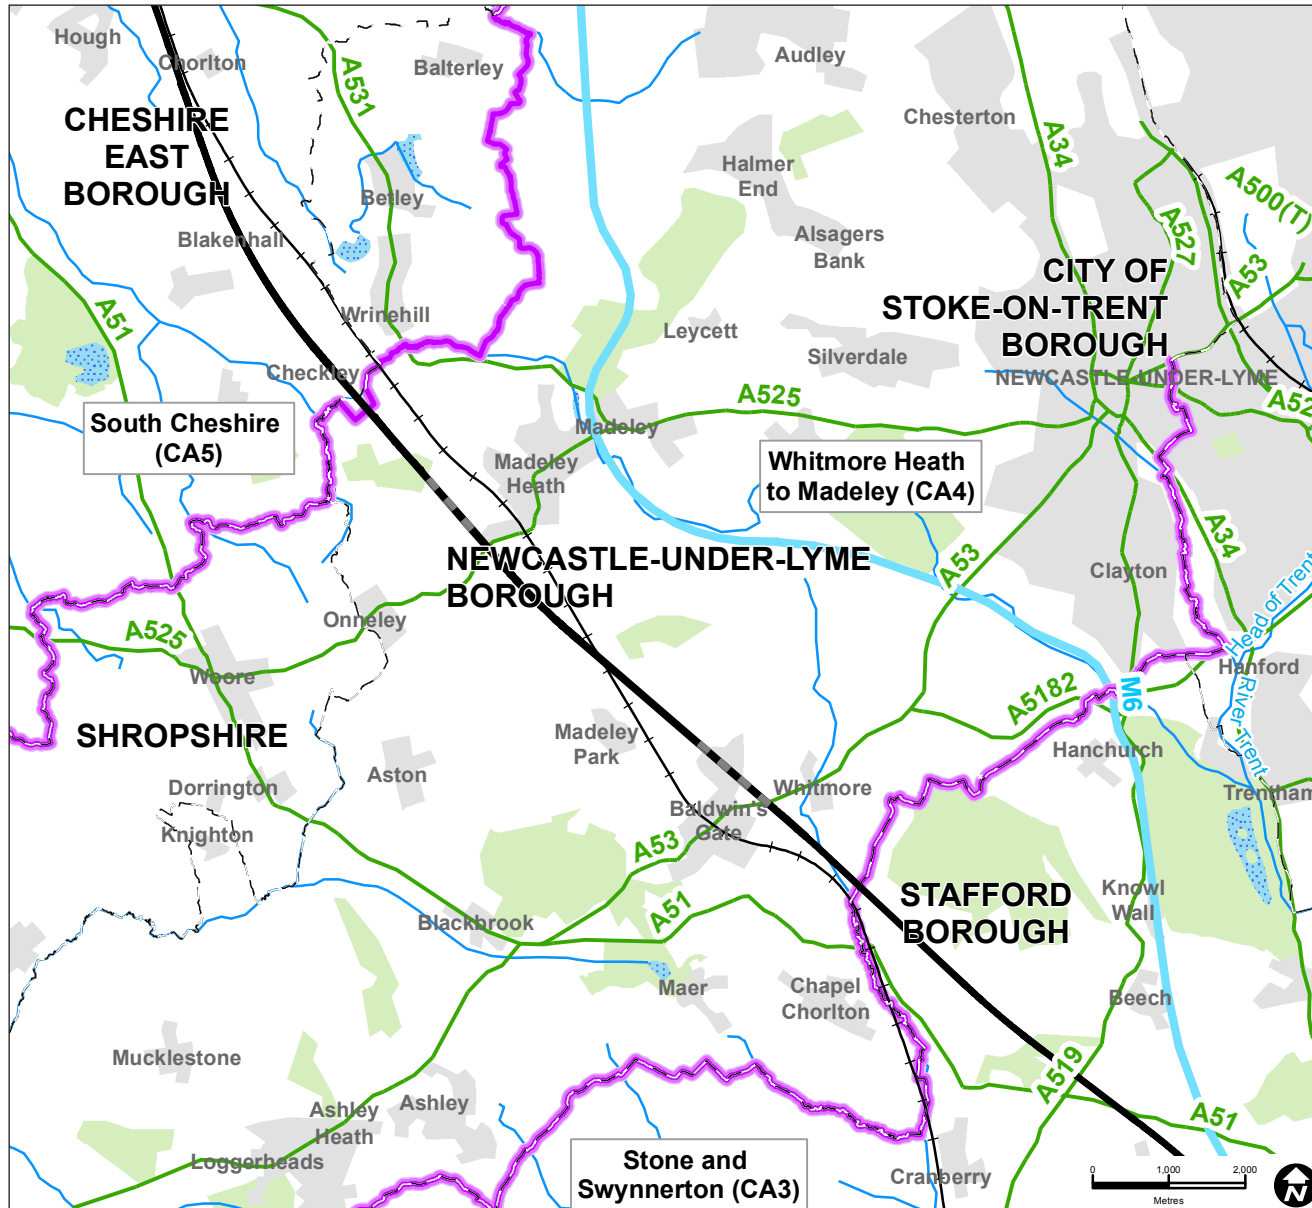 Hough
Chorlton
Balterley
Audley
A531
CHESHIRE
EAST
BOROUGH
Chesterton
A34
Halmer
End
Betley
A500(T)
A527
Blakenhall
Alsagers
Bank
A53
CITY OF
STOKE-ON-TRENT
BOROUGH
A51
Wrinehill
Leycett
Silverdale
Checkley
NEWCASTLE-UNDER-LYME
A525
A52
South Cheshire
(CA5)
Madeley
Madeley
Heath
Whitmore Heath
to Madeley (CA4)
A34
NEWCASTLE-UNDER-LYME
BOROUGH
A53
Clayton
Head of Trent
Onneley
A525
Woore
Hanford
River Trent
M6
A5182
SHROPSHIRE
Madeley
Park
Hanchurch
Aston
Dorrington
Whitmore
Trentham
Baldwin's
Gate
Knighton
A53
A51
STAFFORD
BOROUGH
Knowl
Wall
Blackbrook
Maer
Chapel
Chorlton
Beech
Mucklestone
A519
Ashley
Heath
Ashley
A51
Loggerheads
Stone and
Swynnerton (CA3)
Cranberry
0 1,000 2,000
Metres
N